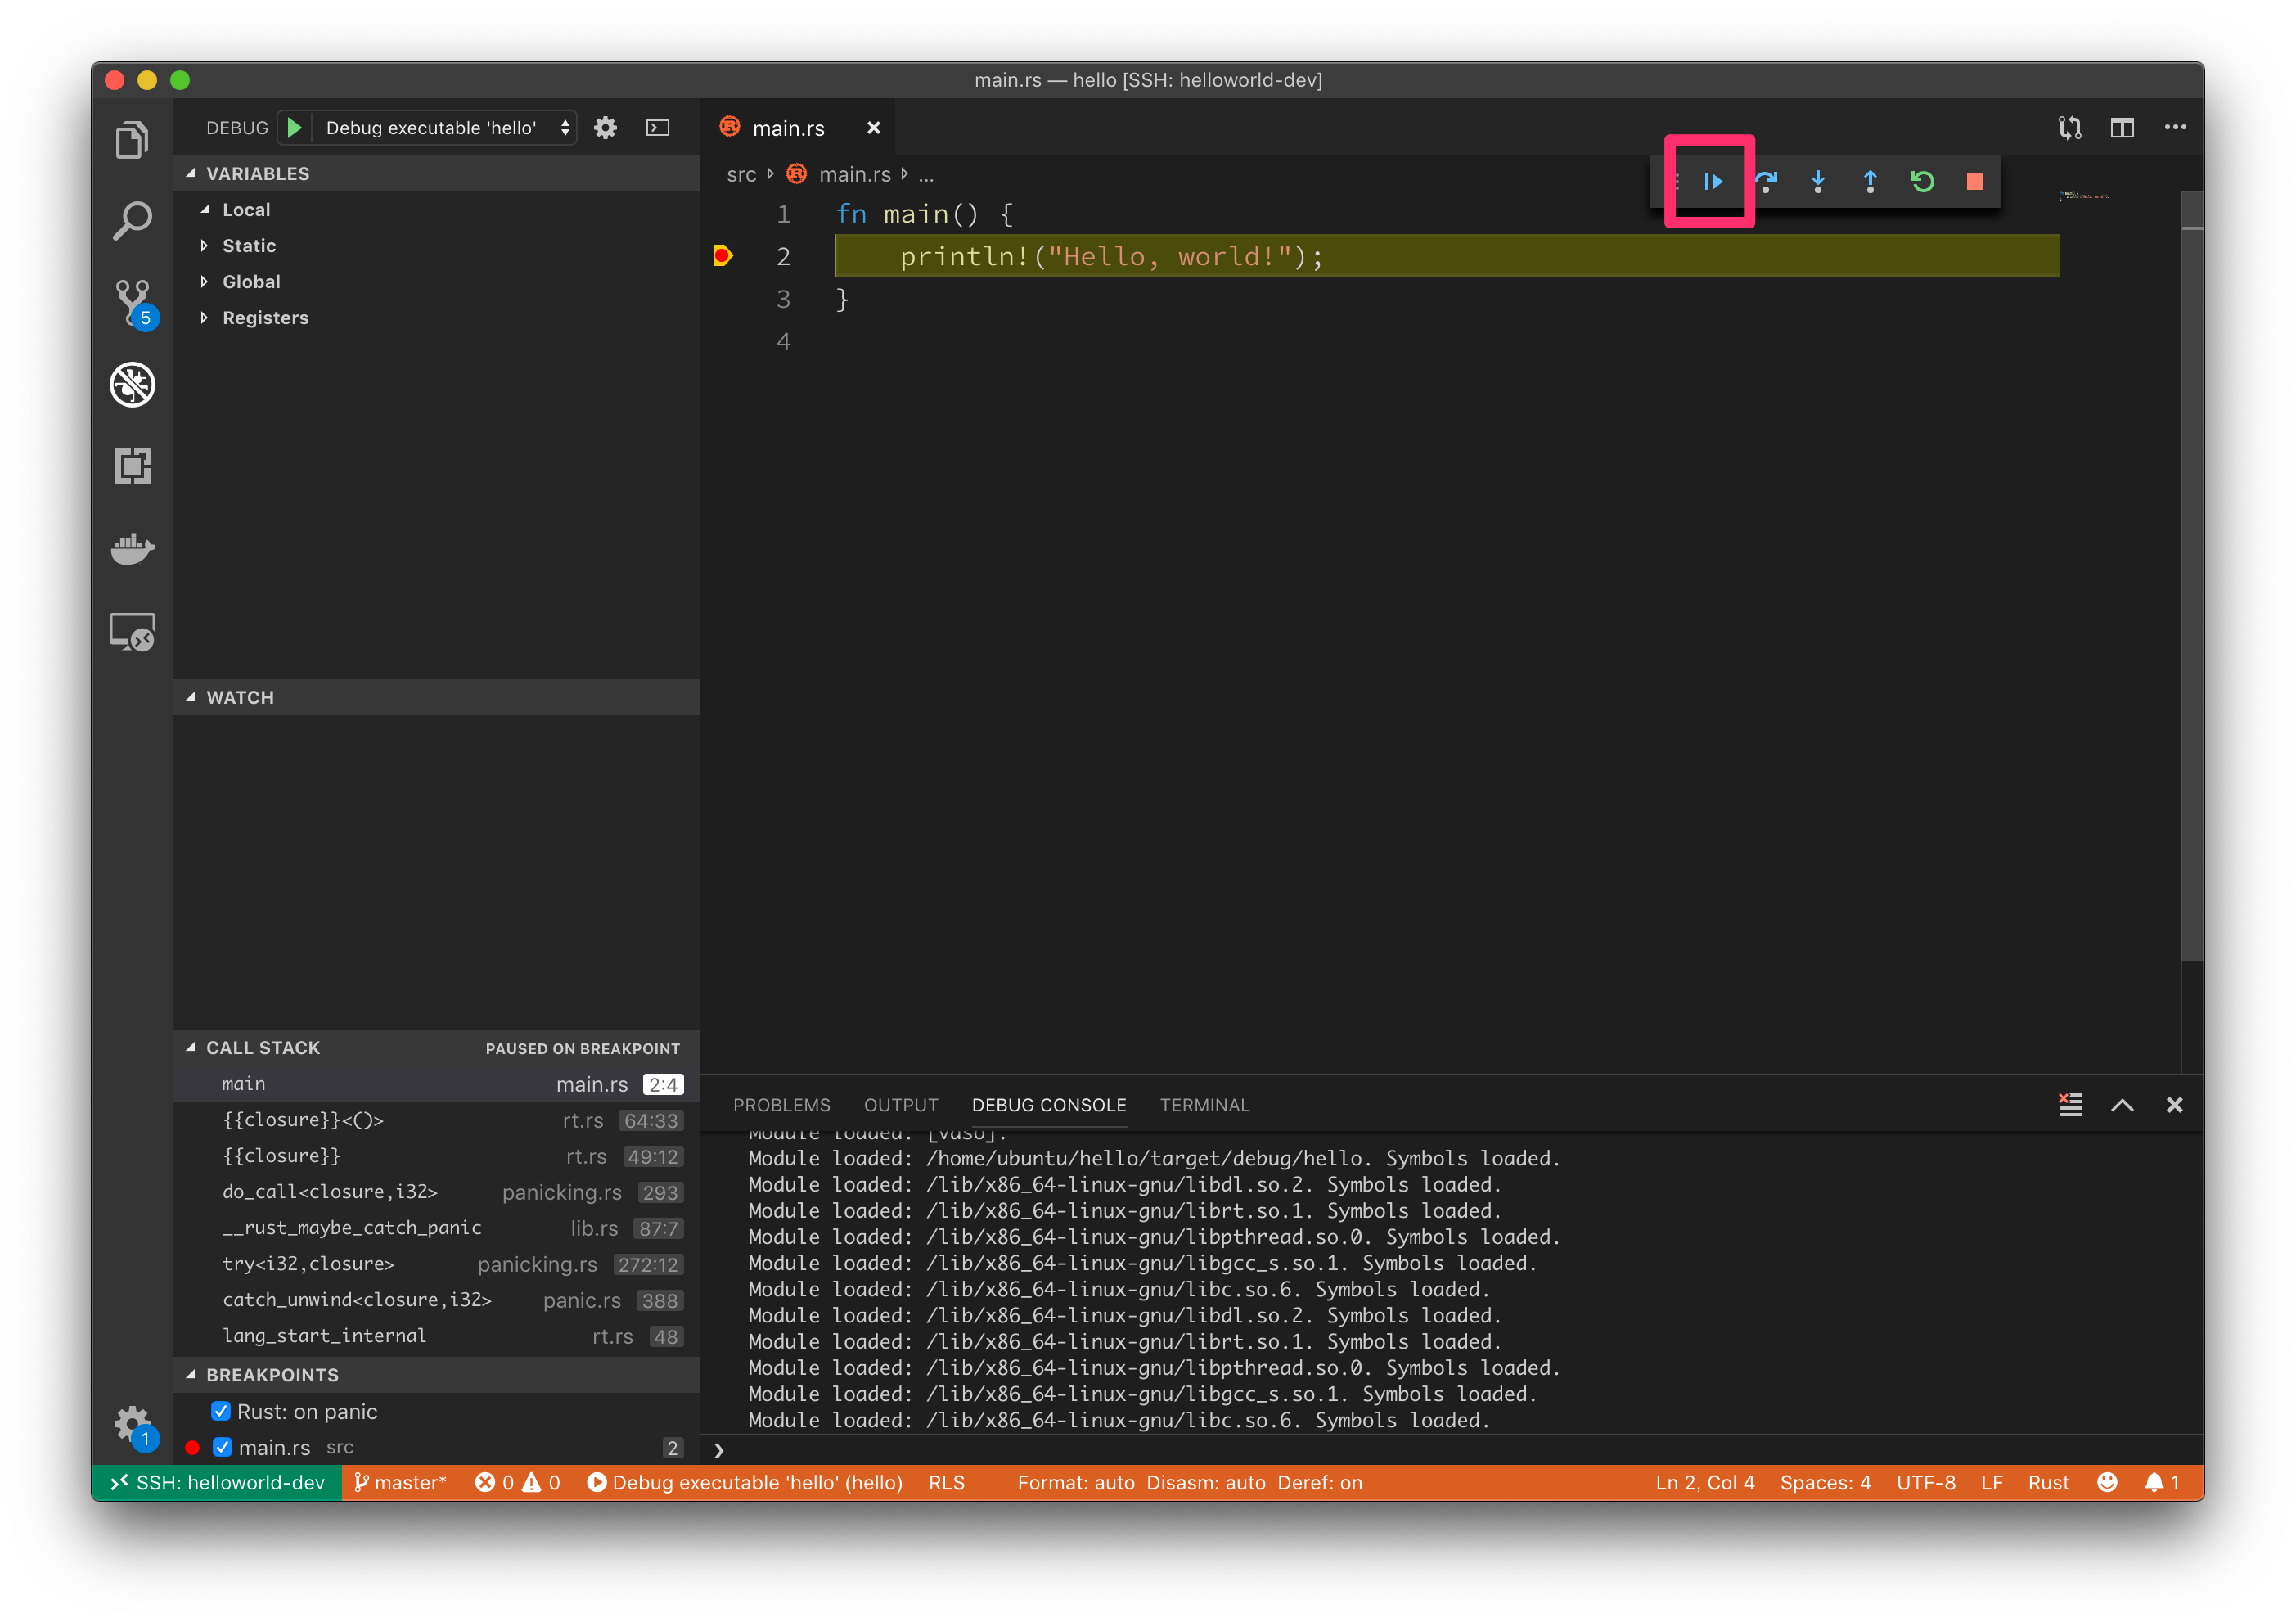 main.rs — hello [SSH: helloworld-dev]
DEBUG Debug executable 'hello'
VARIABLES
Local
Static
Global
Registers
WATCH
CALL STACK PAUSED ON BREAKPOINT
main main.rs 2:4
{{closure}}<()> rt.rs 64:33
{{closure}} rt.rs 49:12
do_call<closure,i32> panicking.rs 293
__rust_maybe_catch_panic lib.rs 87:7
try<i32,closure> panicking.rs 272:12
catch_unwind<closure,i32> panic.rs 388
lang_start_internal rt.rs 48
BREAKPOINTS
Rust: on panic
main.rs src 2
5
1
main.rs
src main.rs ...
1 fn main() {
2 println!("Hello, world!");
3 }
4
PROBLEMS OUTPUT DEBUG CONSOLE TERMINAL
Module loaded: [vdso].
Module loaded: /home/ubuntu/hello/target/debug/hello. Symbols loaded.
Module loaded: /lib/x86_64-linux-gnu/libdl.so.2. Symbols loaded.
Module loaded: /lib/x86_64-linux-gnu/librt.so.1. Symbols loaded.
Module loaded: /lib/x86_64-linux-gnu/libpthread.so.0. Symbols loaded.
Module loaded: /lib/x86_64-linux-gnu/libgcc_s.so.1. Symbols loaded.
Module loaded: /lib/x86_64-linux-gnu/libc.so.6. Symbols loaded.
Module loaded: /lib/x86_64-linux-gnu/libdl.so.2. Symbols loaded.
Module loaded: /lib/x86_64-linux-gnu/librt.so.1. Symbols loaded.
Module loaded: /lib/x86_64-linux-gnu/libpthread.so.0. Symbols loaded.
Module loaded: /lib/x86_64-linux-gnu/libgcc_s.so.1. Symbols loaded.
Module loaded: /lib/x86_64-linux-gnu/libc.so.6. Symbols loaded.
SSH: helloworld-dev master* 0 0 Debug executable 'hello' (hello) RLS Format: auto Disasm: auto Deref: on Ln 2, Col 4 Spaces: 4 UTF-8 LF Rust 1